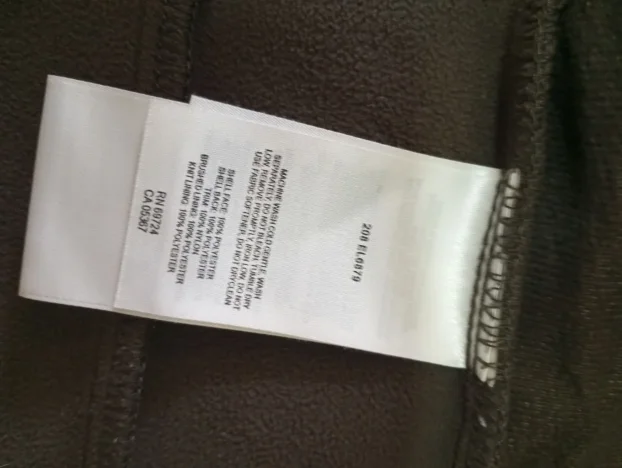 208 EL6879
MACHINE WASH COLD GENTLE. WASH
SEPARATELY. DO NOT BLEACH. TUMBLE DRY
LOW. REMOVE PROMPTLY. IRON LOW. DO NOT
USE FABRIC SOFTENER. DO NOT DRYCLEAN
SHELL FACE: 100% POLYESTER
SHELL BACK: 100% POLYESTER
TRIM: 100% NYLON
BRUSHED LINING: 100% POLYESTER
KNIT LINING: 100% POLYESTER
RN 69724
CA 05367